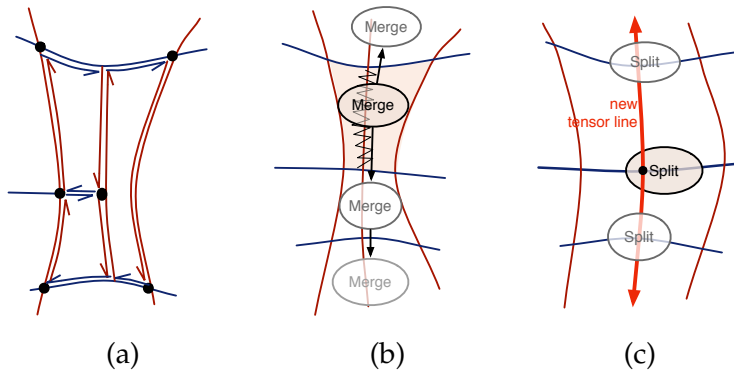 Merge
Merge
Merge
Merge
Split
new
tensor line
Split
Split
(a)
(b)
(c)